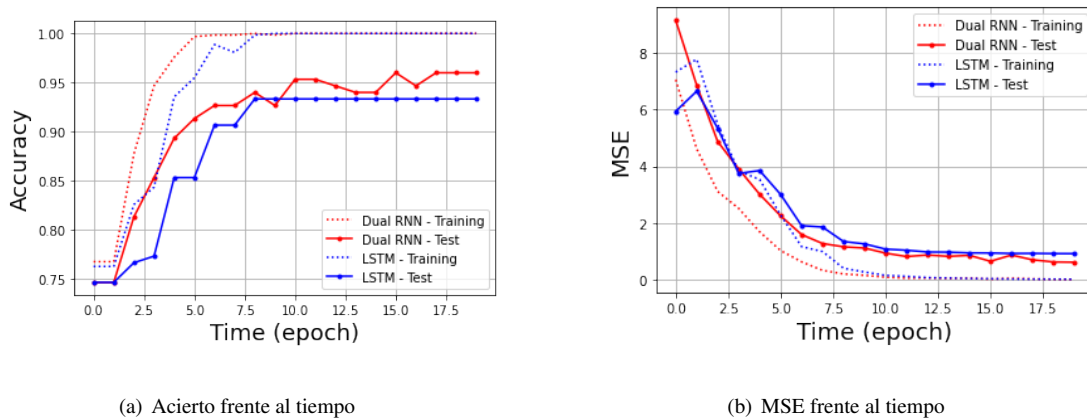 1.00
0.95
0.90
0.85
0.80
0.75
Accuracy
Dual RNN - Training
Dual RNN - Test
LSTM - Training
LSTM - Test
0.0 2.5 5.0 7.5 10.0 12.5 15.0 17.5
Time (epoch)
(a) Acierto frente al tiempo
8
6
4
2
0
MSE
Dual RNN - Training
Dual RNN - Test
LSTM - Training
LSTM - Test
0.0 2.5 5.0 7.5 10.0 12.5 15.0 17.5
Time (epoch)
(b) MSE frente al tiempo